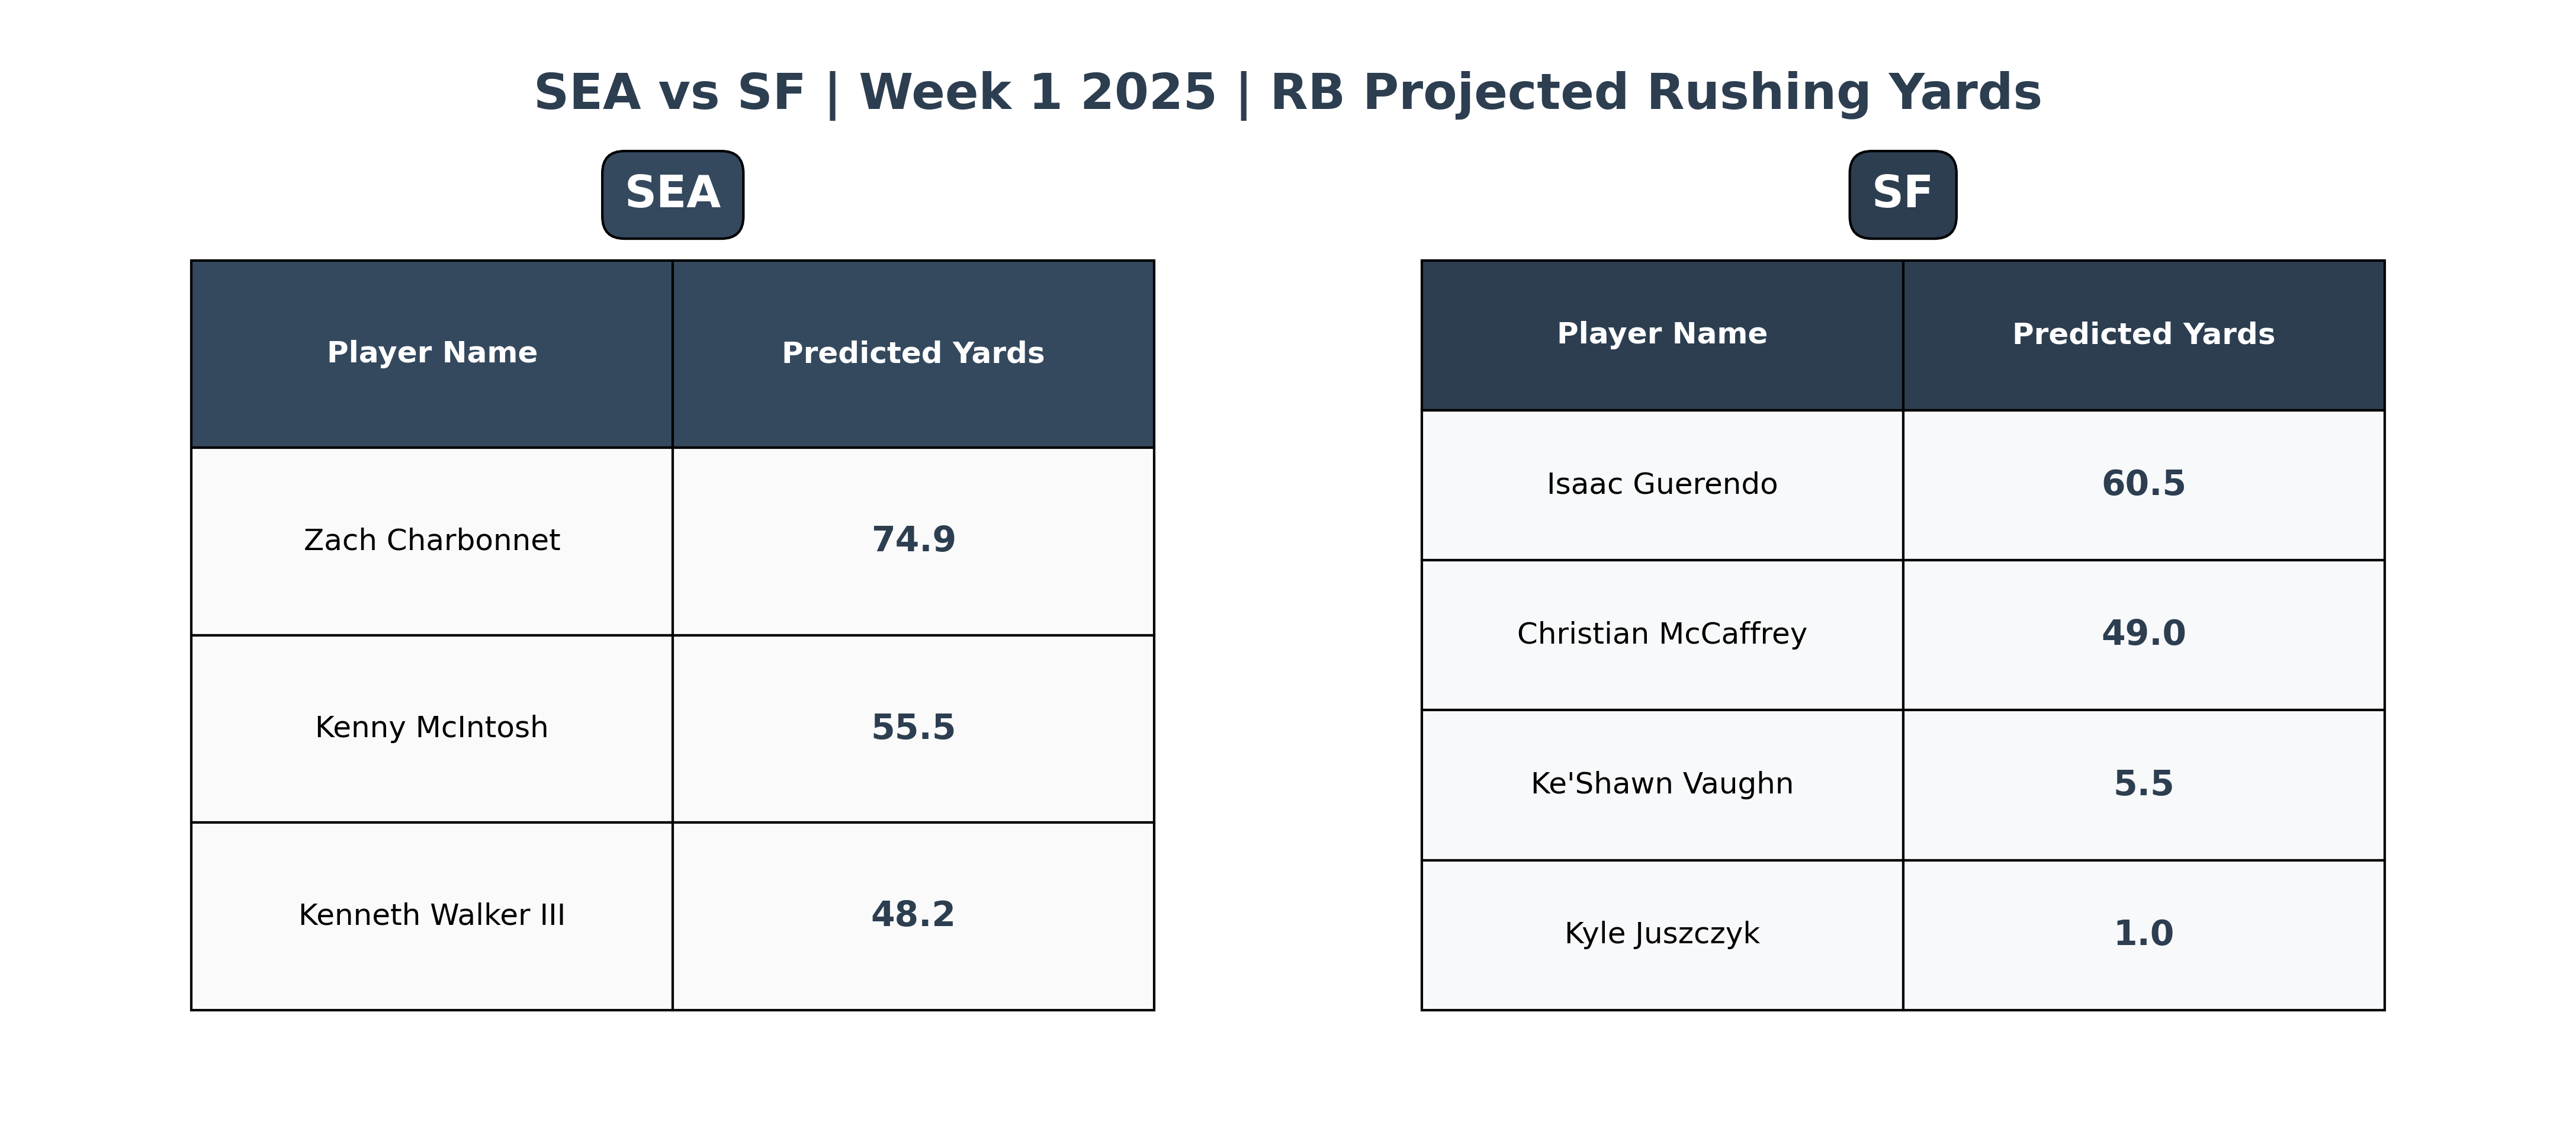 SEA vs SF | Week 1 2025 | RB Projected Rushing Yards
SEA
Player Name Predicted Yards
Zach Charbonnet 74.9
Kenny McIntosh 55.5
Kenneth Walker III 48.2
SF
Player Name Predicted Yards
Isaac Guerendo 60.5
Christian McCaffrey 49.0
Ke'Shawn Vaughn 5.5
Kyle Juszczyk 1.0